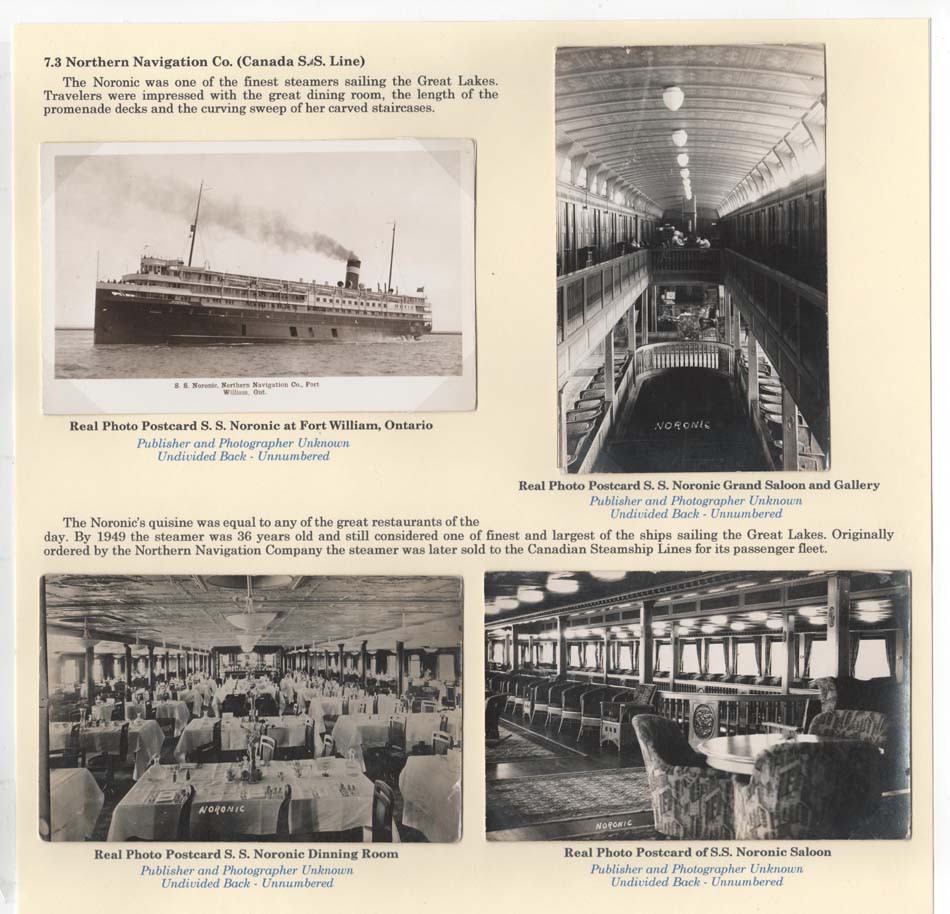 7.3 Northern Navigation Co. (Canada S.S. Line)
The Noronic was one of the finest steamers sailing the Great Lakes.
Travelers were impressed with the great dining room, the length of the
promenade decks and the curving sweep of her carved staircases.
S. S. Noronic, Northern Navigation Co., Fort
William, Ont.
Real Photo Postcard S. S. Noronic at Fort William, Ontario
Publisher and Photographer Unknown
Undivided Back - Unnumbered
NORONIC
Real Photo Postcard S. S. Noronic Grand Saloon and Gallery
Publisher and Photographer Unknown
Undivided Back - Unnumbered
The Noronic's quisine was equal to any of the great restaurants of the
day. By 1949 the steamer was 36 years old and still considered one of finest and largest of the ships sailing the Great Lakes. Originally
ordered by the Northern Navigation Company the steamer was later sold to the Canadian Steamship Lines for its passenger fleet.
NORONIC
Real Photo Postcard S. S. Noronic Dinning Room
Publisher and Photographer Unknown
Undivided Back - Unnumbered
NORONIC
Real Photo Postcard of S.S. Noronic Saloon
Publisher and Photographer Unknown
Undivided Back - Unnumbered